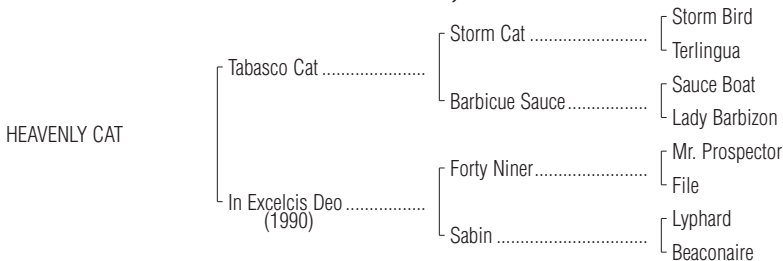 Storm Bird
Storm Cat ............................
Terlingua
Tabasco Cat ......................
Sauce Boat
Barbicue Sauce...................
Lady Barbizon
HEAVENLY CAT
Mr. Prospector
Forty Niner...........................
File
In Excelcis Deo .................
(1990)
Lyphard
Sabin ....................................
Beaconaire